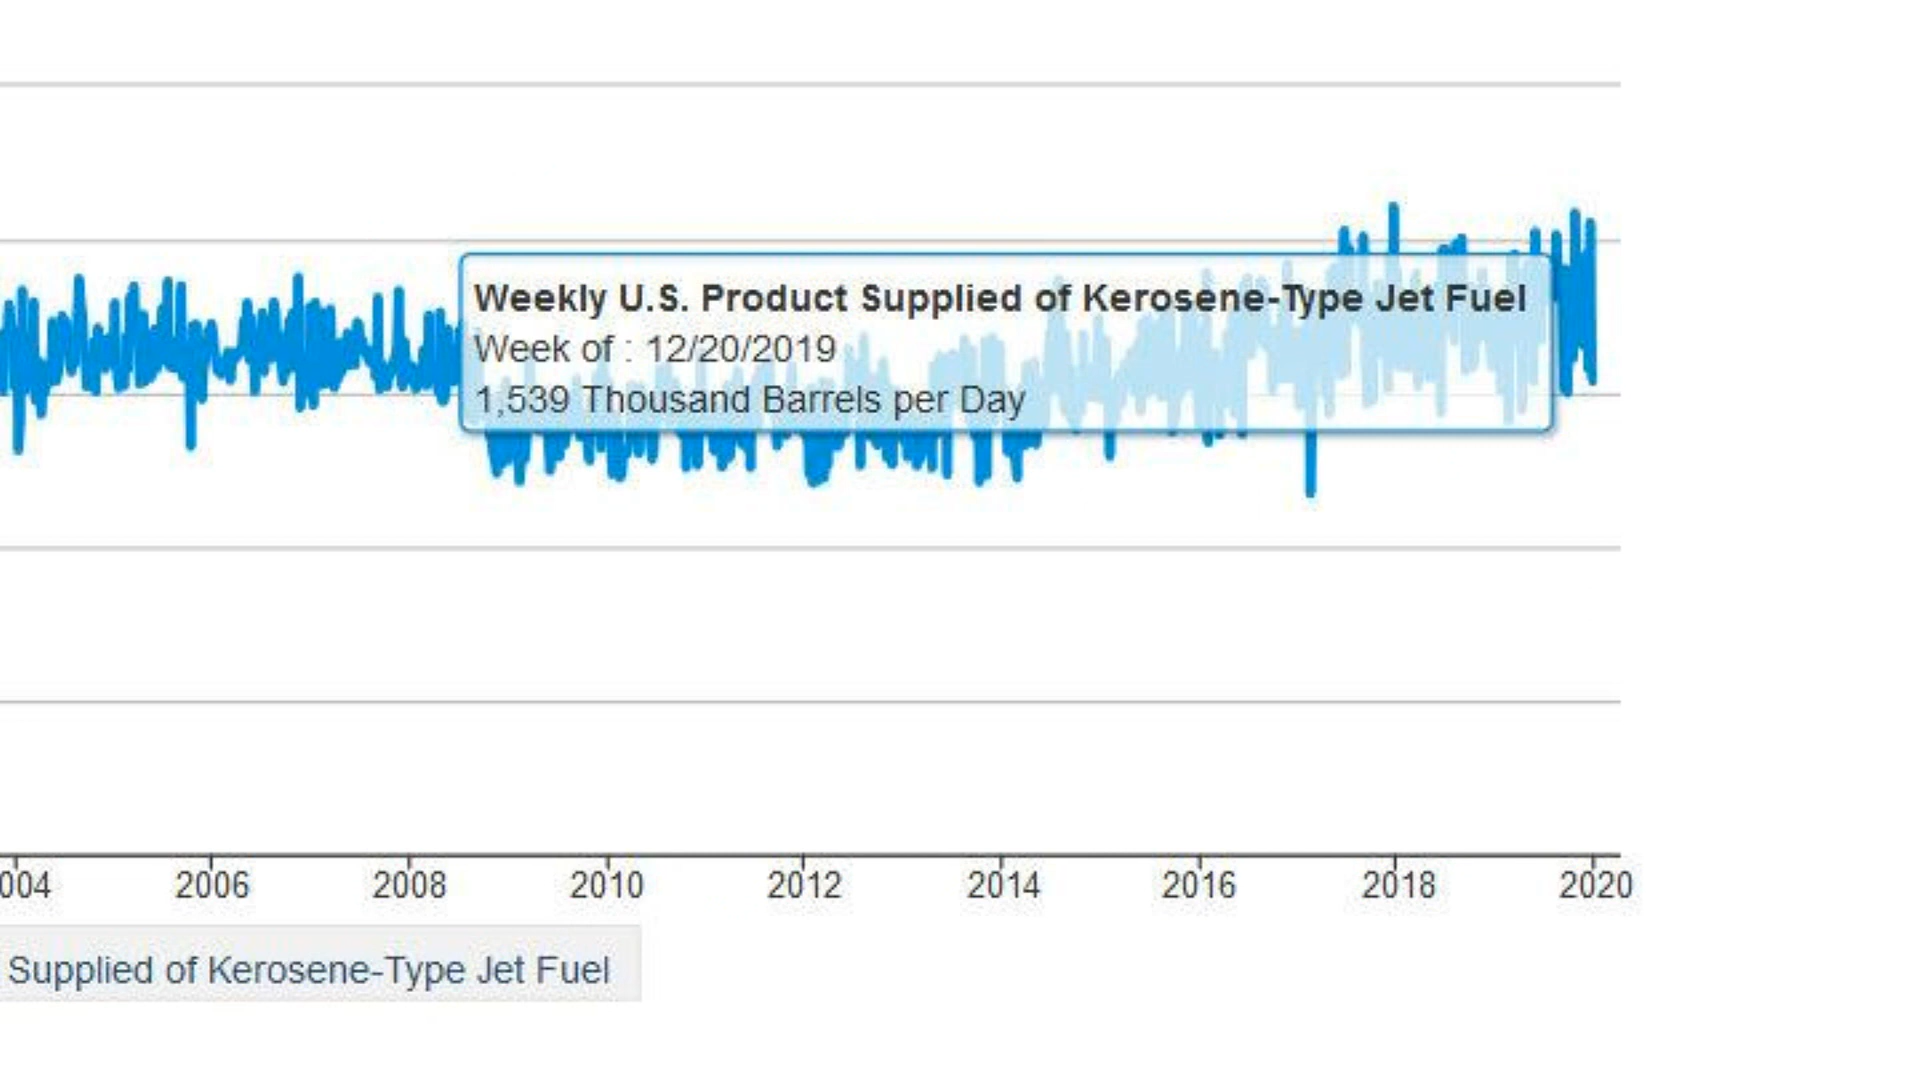 Weekly U.S. Product Supplied of Kerosene-Type Jet Fuel
Week of : 12/20/2019
1,539 Thousand Barrels per Day
004 2006 2008 2010 2012 2014 2016 2018 2020
Supplied of Kerosene-Type Jet Fuel